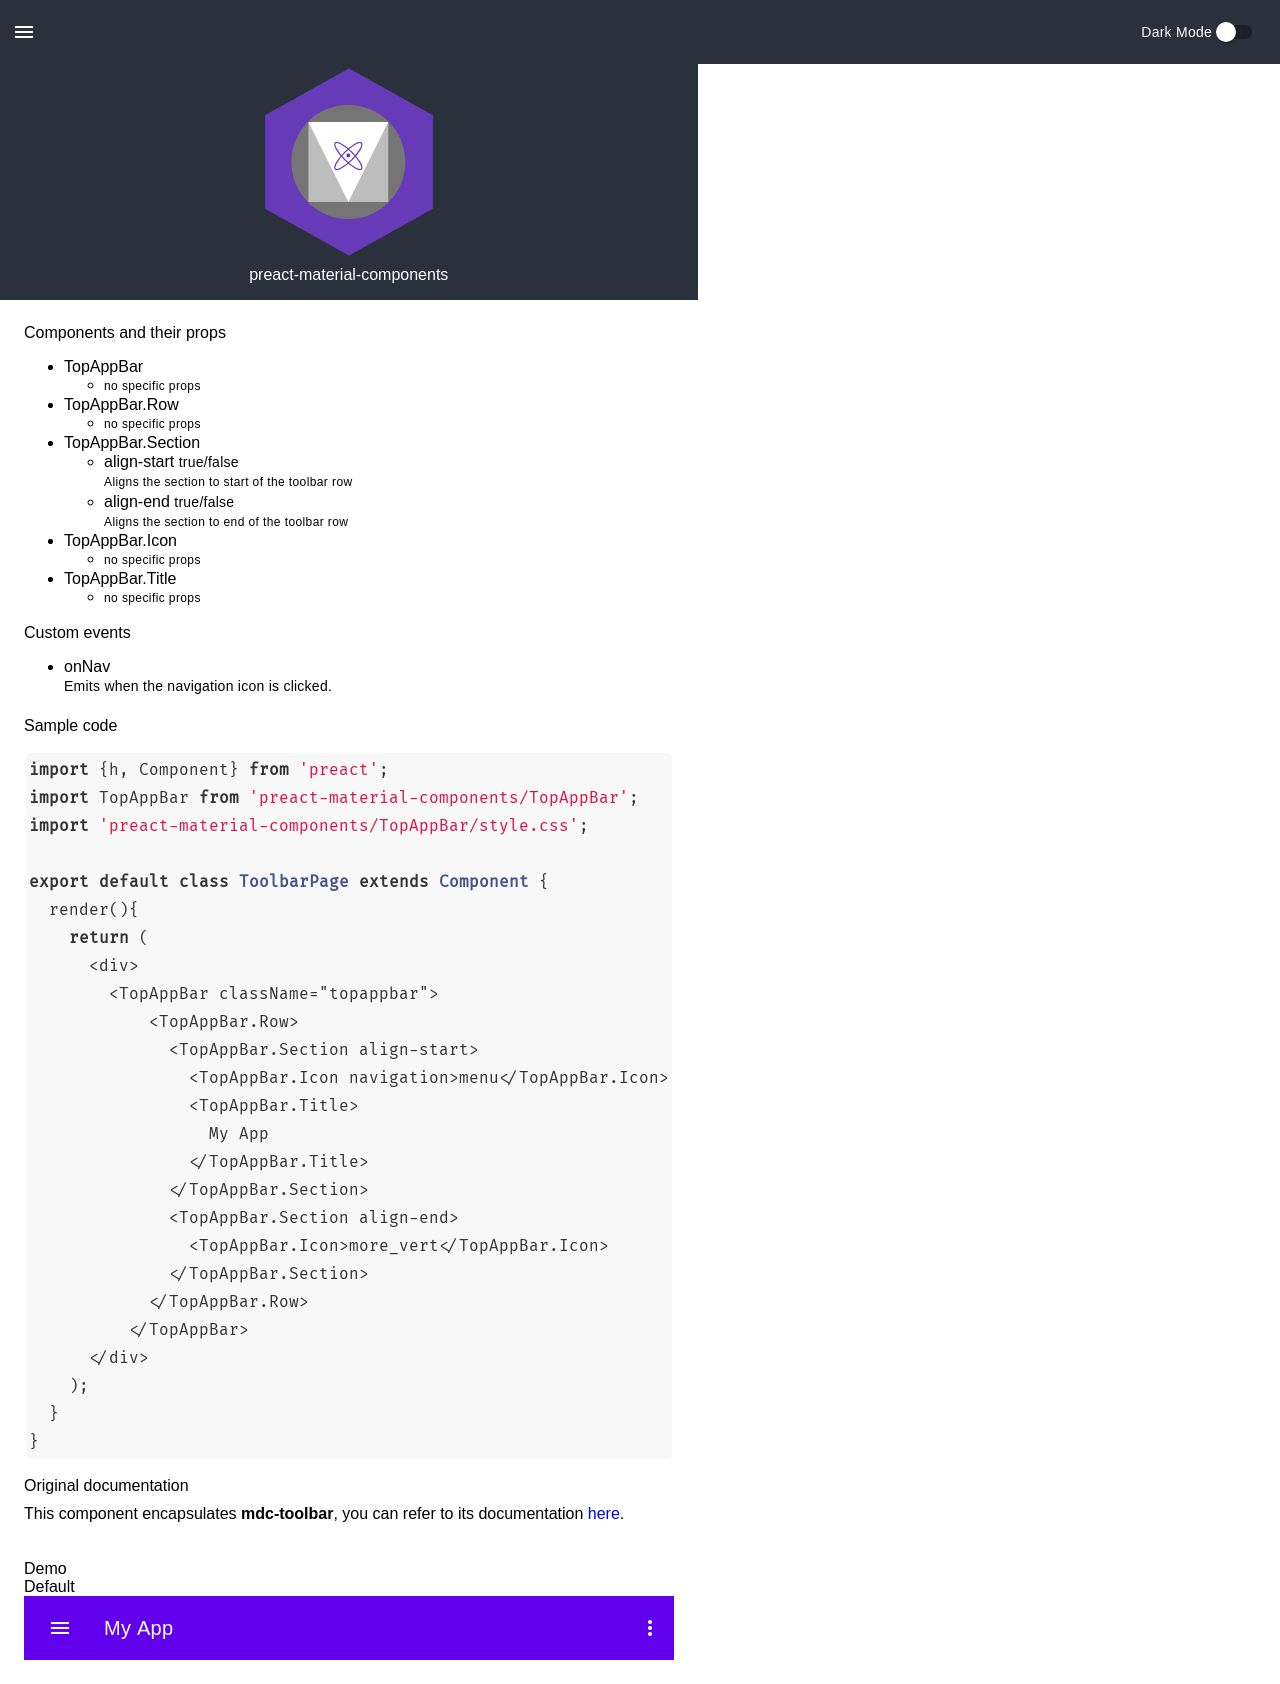 Dark Mode
preact-material-components
Components and their props
TopAppBar
no specific props
TopAppBar.Row
no specific props
TopAppBar.Section
align-start true/false
Aligns the section to start of the toolbar row
align-end true/false
Aligns the section to end of the toolbar row
TopAppBar.Icon
no specific props
TopAppBar.Title
no specific props
Custom events
onNav
Emits when the navigation icon is clicked.
Sample code
import {h, Component} from 'preact';
import TopAppBar from 'preact-material-components/TopAppBar';
import 'preact-material-components/TopAppBar/style.css';
export default class ToolbarPage extends Component {
render(){
return (
<div>
<TopAppBar className="topappbar">
<TopAppBar.Row>
<TopAppBar.Section align-start>
<TopAppBar.Icon navigation>menu</TopAppBar.Icon>
<TopAppBar.Title>
My App
</TopAppBar.Title>
</TopAppBar.Section>
<TopAppBar.Section align-end>
<TopAppBar.Icon>more_vert</TopAppBar.Icon>
</TopAppBar.Section>
</TopAppBar.Row>
</TopAppBar>
</div>
);
}
}
Original documentation
This component encapsulates mdc-toolbar, you can refer to its documentation here.
Demo
Default
My App